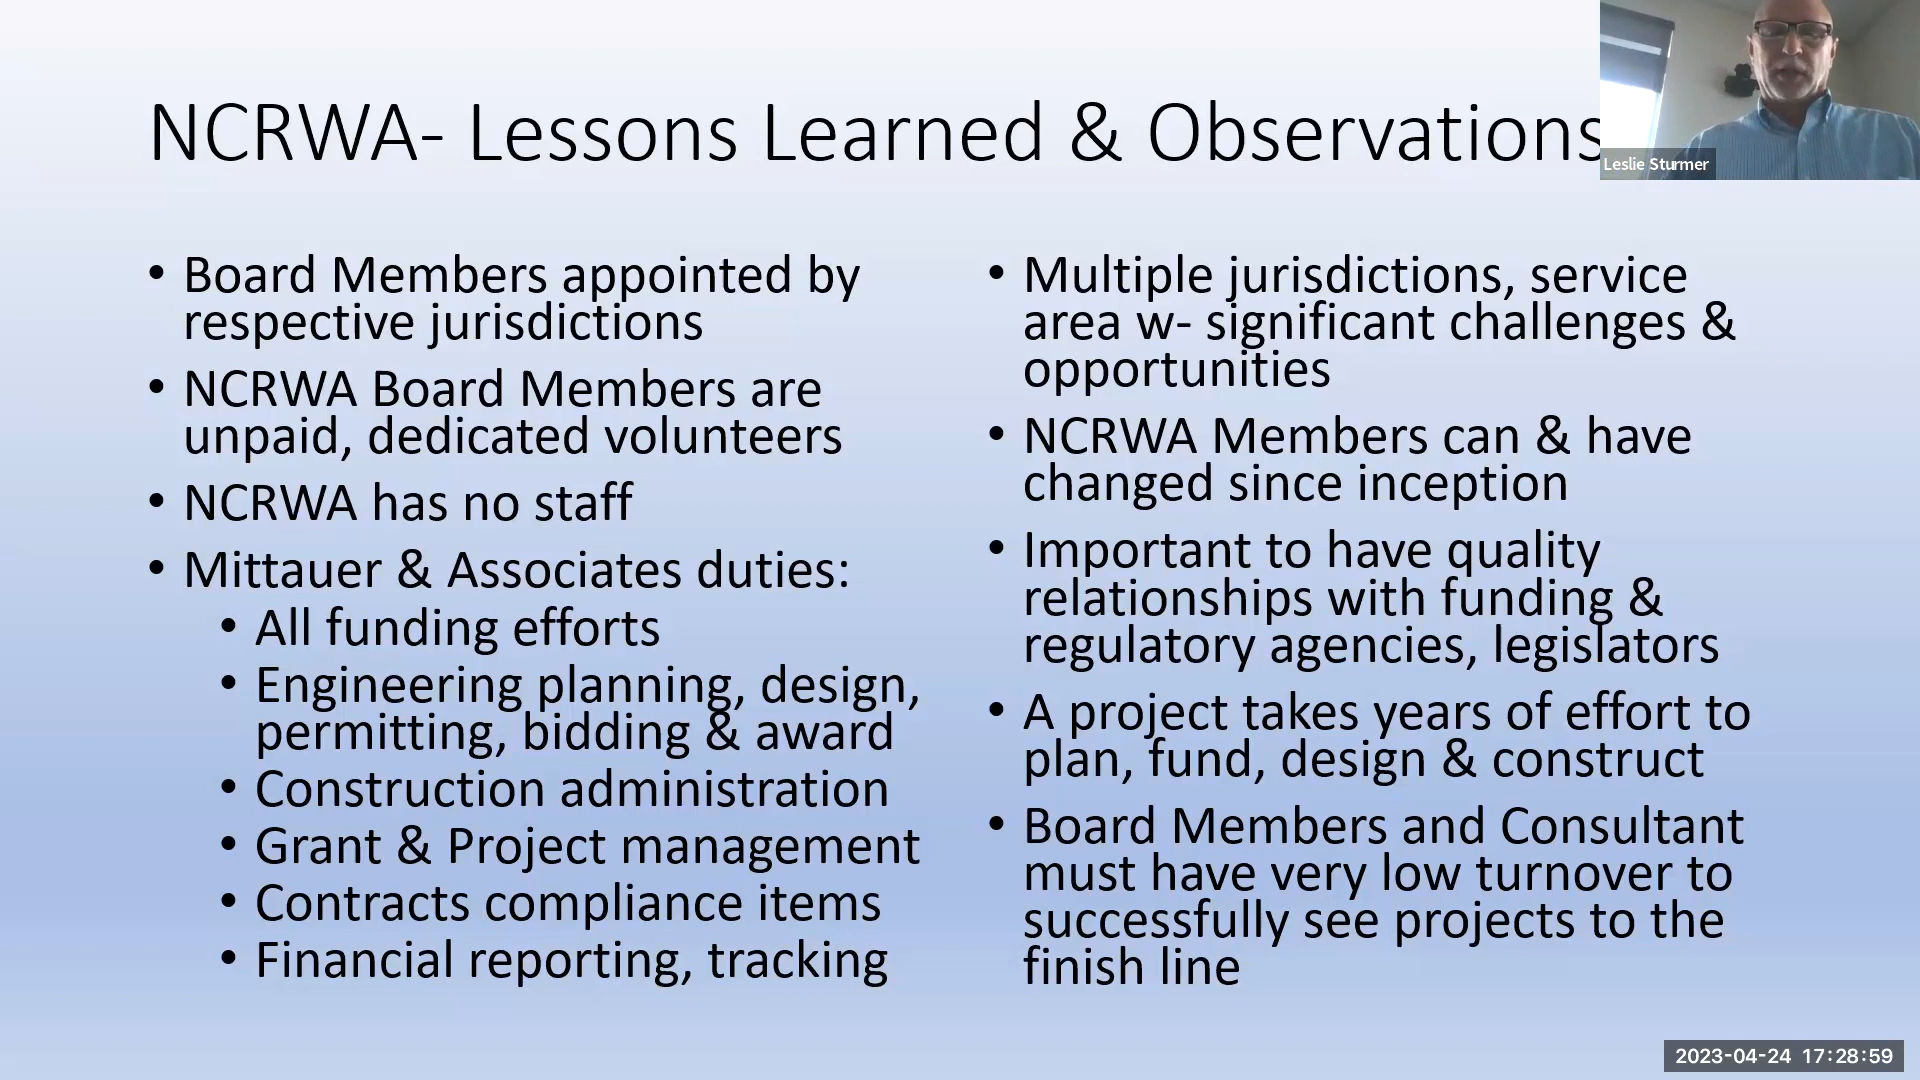 NCRWA- Lessons Learned & Observations
Leslie Sturmer
• Board Members appointed by
respective jurisdictions
• NCRWA Board Members are
unpaid, dedicated volunteers
• NCRWA has no staff
• Mittauer & Associates duties:
• All funding efforts
• Engineering planning, design,
permitting, bidding & award
• Construction administration
• Grant & Project management
• Contracts compliance items
• Financial reporting, tracking
• Multiple jurisdictions, service
area w- significant challenges &
opportunities
• NCRWA Members can & have
changed since inception
• Important to have quality
relationships with funding &
regulatory agencies, legislators
• A project takes years of effort to
plan, fund, design & construct
• Board Members and Consultant
must have very low turnover to
successfully see projects to the
finish line
2023-04-24 17:28:59